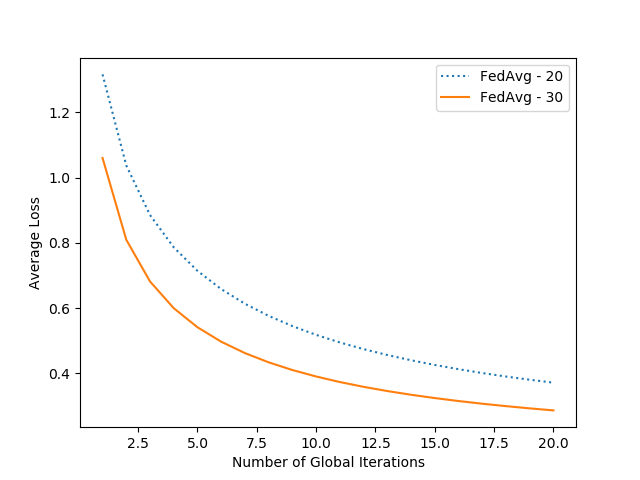 FedAvg - 20
FedAvg - 30
1.2
1.0
0.8
0.6
0.4
Average Loss
2.5 5.0 7.5 10.0 12.5 15.0 17.5 20.0
Number of Global Iterations